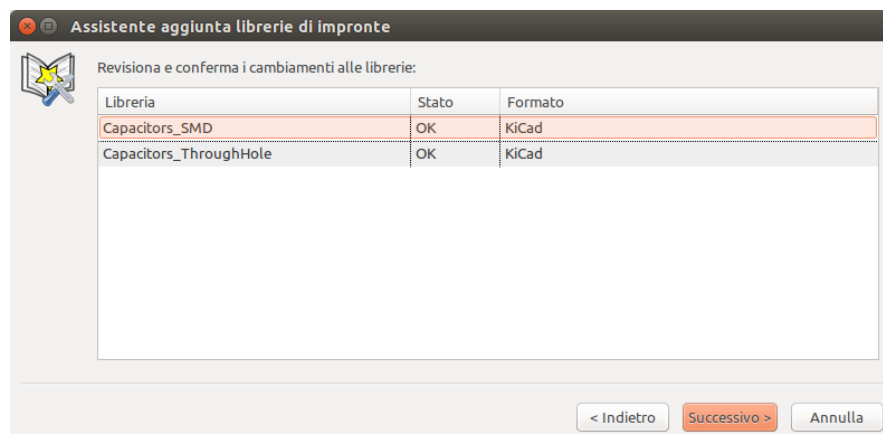 Assistente aggiunta librerie di impronte
Revisiona e conferma i cambiamenti alle librerie:
Libreria Stato Formato
Capacitors_SMD OK KiCad
Capacitors_ThroughHole OK KiCad
< Indietro Successivo > Annulla